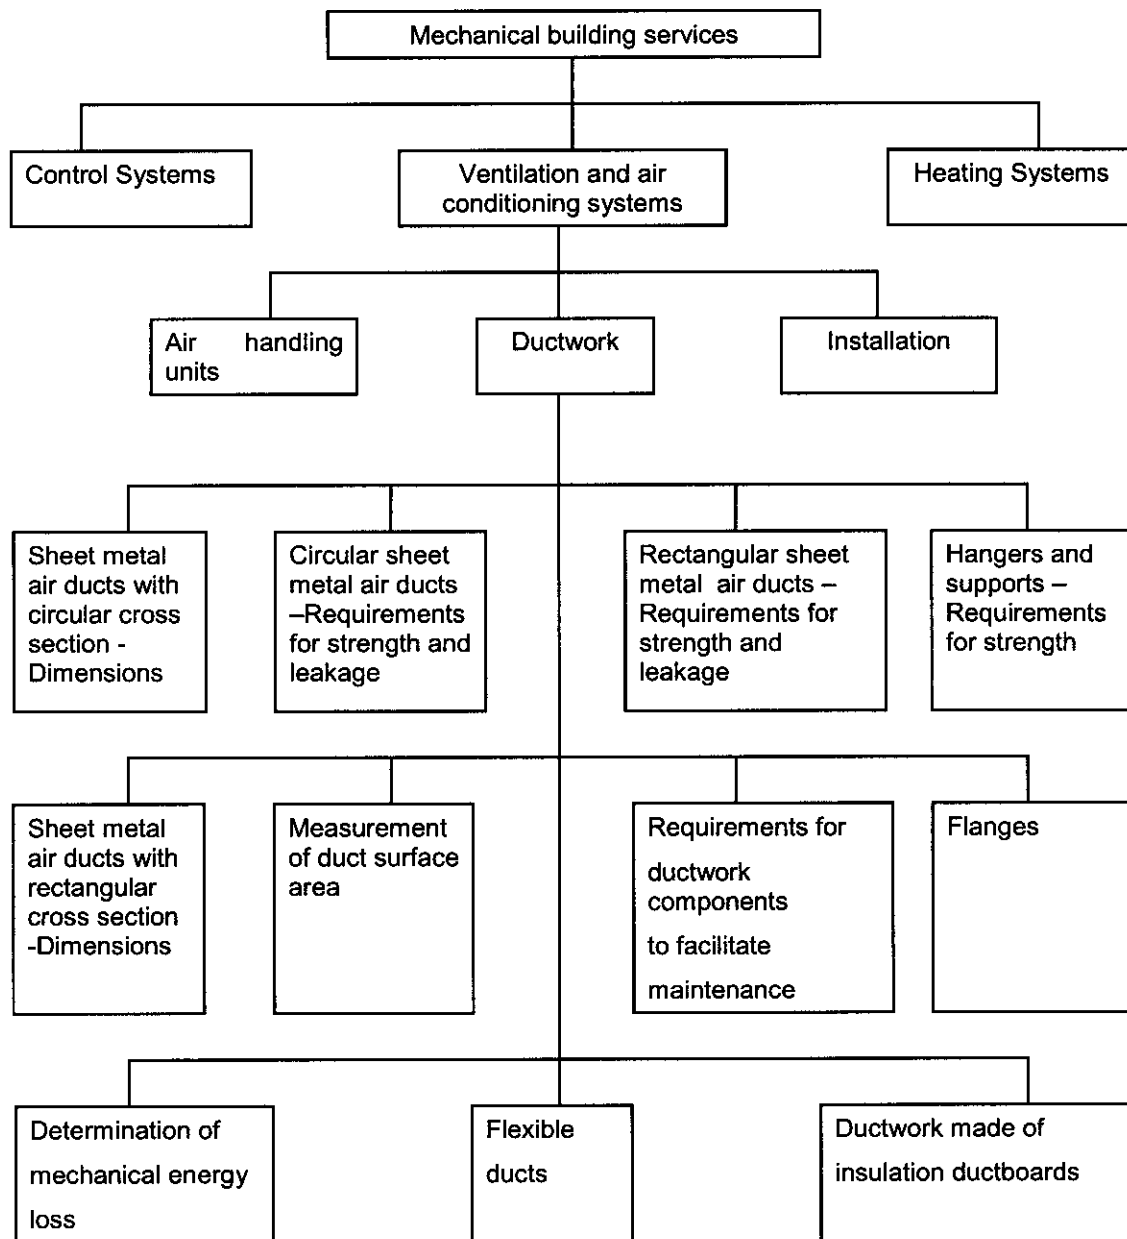 Mechanical building services
Control Systems
Ventilation and air
conditioning systems
Heating Systems
Air handling
units
Ductwork
Installation
Sheet metal
air ducts with
circular cross
section -
Dimensions
Circular sheet
metal air ducts
–Requirements
for strength and
leakage
Rectangular sheet
metal air ducts –
Requirements for
strength and
leakage
Hangers and
supports –
Requirements
for strength
Sheet metal
air ducts with
rectangular
cross section
-Dimensions
Measurement
of duct surface
area
Requirements for
ductwork
components
to facilitate
maintenance
Flanges
Determination of
mechanical energy
loss
Flexible
ducts
Ductwork made of
insulation ductboards